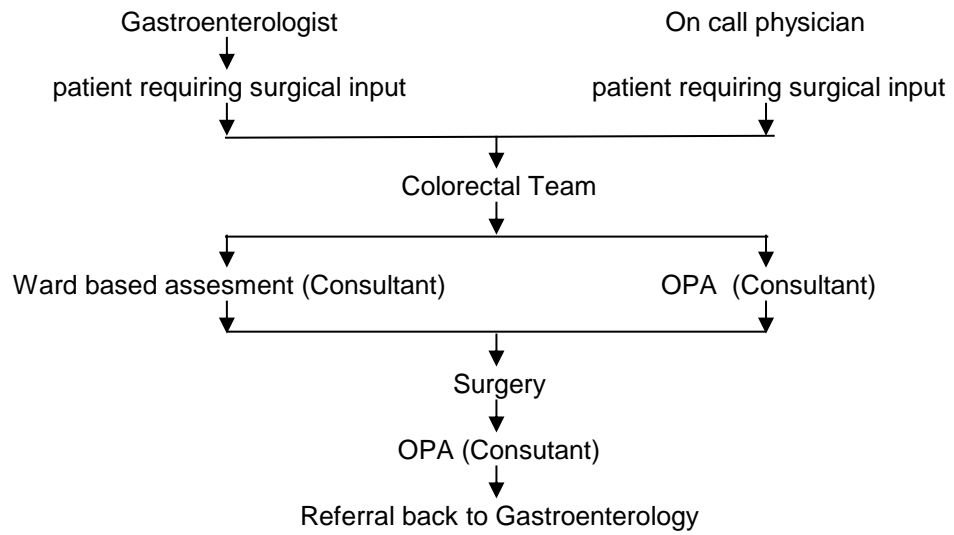 Gastroenterologist
On call physician
patient requiring surgical input
patient requiring surgical input
Colorectal Team
Ward based assesment (Consultant)
OPA (Consultant)
Surgery
OPA (Consutant)
Referral back to Gastroenterology